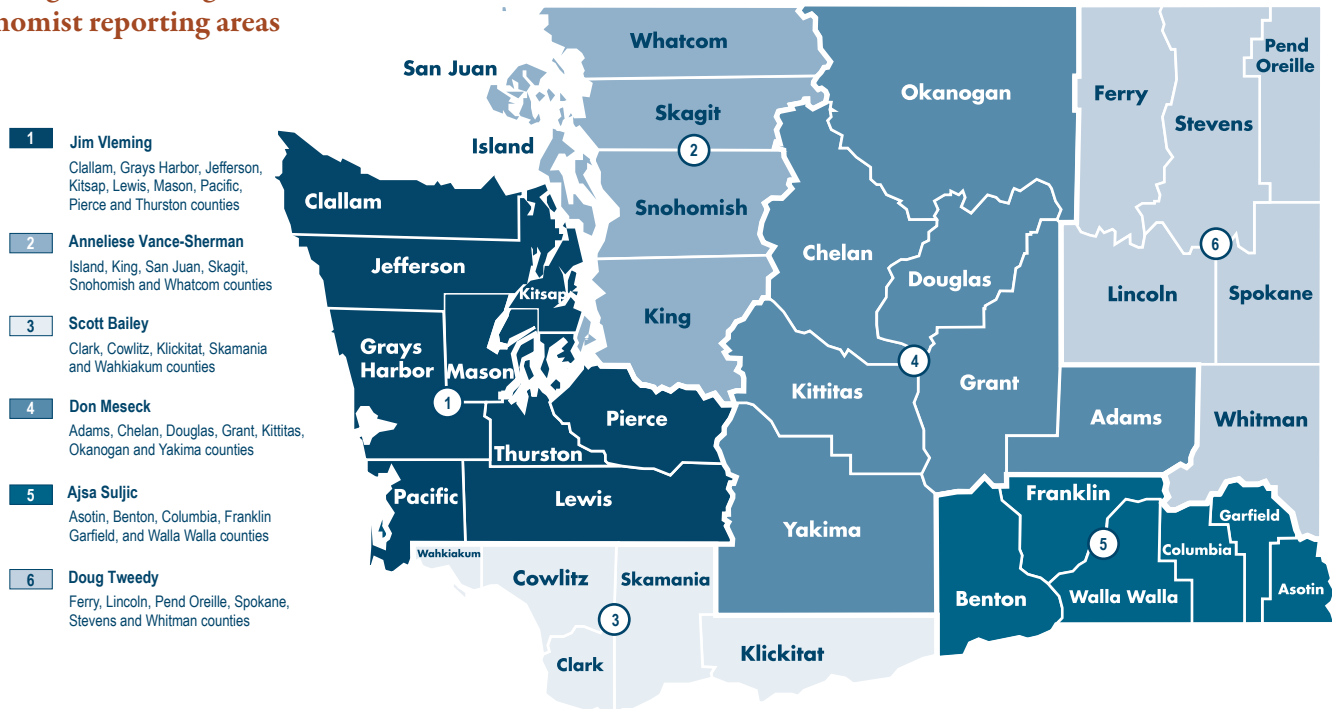 nomist reporting areas
1
Jim Vleming
Clallam, Grays Harbor, Jefferson,
Kitsap, Lewis, Mason, Pacific,
Pierce and Thurston counties
2
Anneliese Vance-Sherman
Island, King, San Juan, Skagit,
Snohomish and Whatcom counties
3
Scott Bailey
Clark, Cowlitz, Klickitat, Skamania
and Wahkiakum counties
4
Don Meseck
Adams, Chelan, Douglas, Grant, Kittitas,
Okanogan and Yakima counties
5
Ajsa Suljic
Asotin, Benton, Columbia, Franklin
Garfield, and Walla Walla counties
6
Doug Tweedy
Ferry, Lincoln, Pend Oreille, Spokane,
Stevens and Whitman counties
Whatcom
San Juan
Skagit
Island
2
Snohomish
King
Clallam
Jefferson
Kitsap
Grays
Harbor
Mason
1
Pierce
Thurston
Pacific
Lewis
Wahkiakum
Cowlitz
Skamania
3
Clark
Klickitat
Okanogan
Chelan
Douglas
4
Kittitas
Grant
Adams
Yakima
Ferry
Stevens
Pend
Oreille
6
Lincoln
Spokane
Whitman
Franklin
Garfield
5
Columbia
Benton
Walla Walla
Asotin